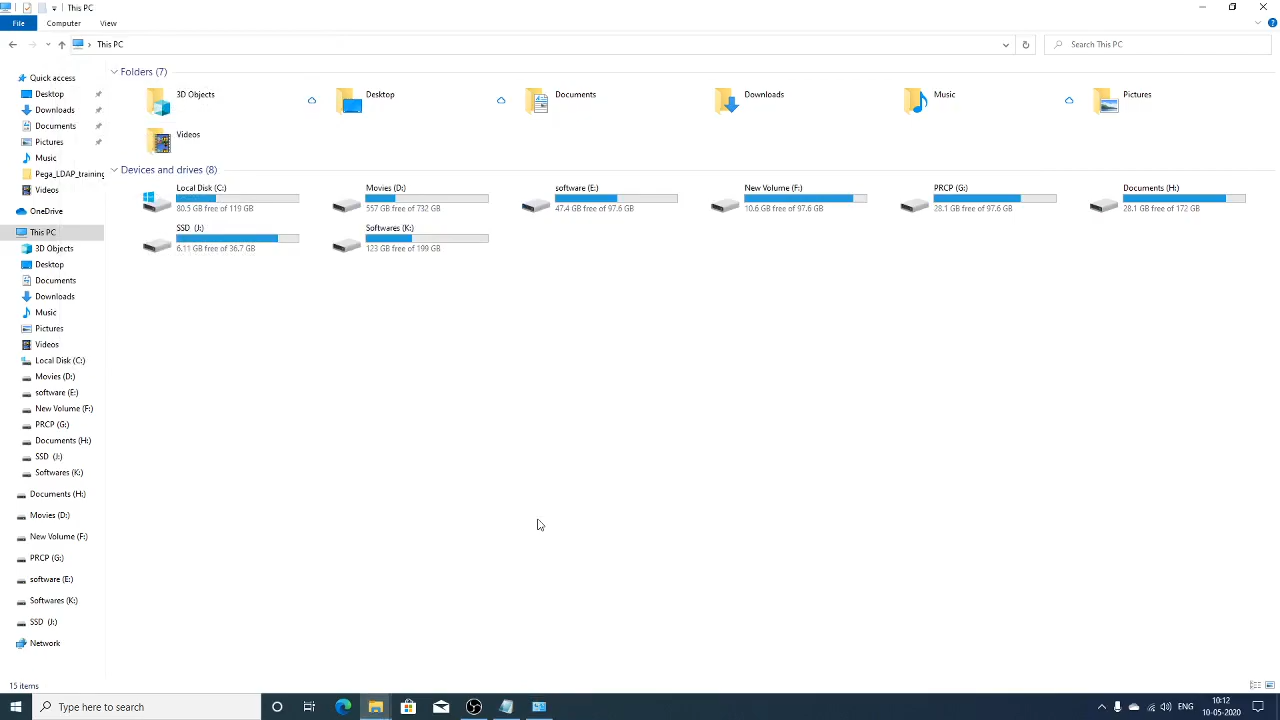 This PC
File
Computer
View
This PC
Search This PC
Quick access
Desktop
Downloads
Documents
Pictures
Music
Pega_LDAP_training
Videos
OneDrive
This PC
3D Objects
Desktop
Documents
Downloads
Music
Pictures
Videos
Local Disk (C:)
Movies (D:)
software (E:)
New Volume (F:)
PRCP (G:)
Documents (H:)
SSD (J:)
Softwares (K:)
Documents (H:)
Movies (D:)
New Volume (F:)
PRCP (G:)
software (E:)
Softwares (K:)
SSD (J:)
Network
Folders (7)
3D Objects
Desktop
Documents
Downloads
Music
Pictures
Videos
Devices and drives (8)
Local Disk (C:)
80.5 GB free of 119 GB
Movies (D:)
557 GB free of 732 GB
software (E:)
47.4 GB free of 97.6 GB
New Volume (F:)
10.6 GB free of 97.6 GB
PRCP (G:)
28.1 GB free of 97.6 GB
Documents (H:)
28.1 GB free of 172 GB
SSD (J:)
6.11 GB free of 36.7 GB
Softwares (K:)
123 GB free of 199 GB
15 items
Type here to search
ENG
10:12
10-05-2020